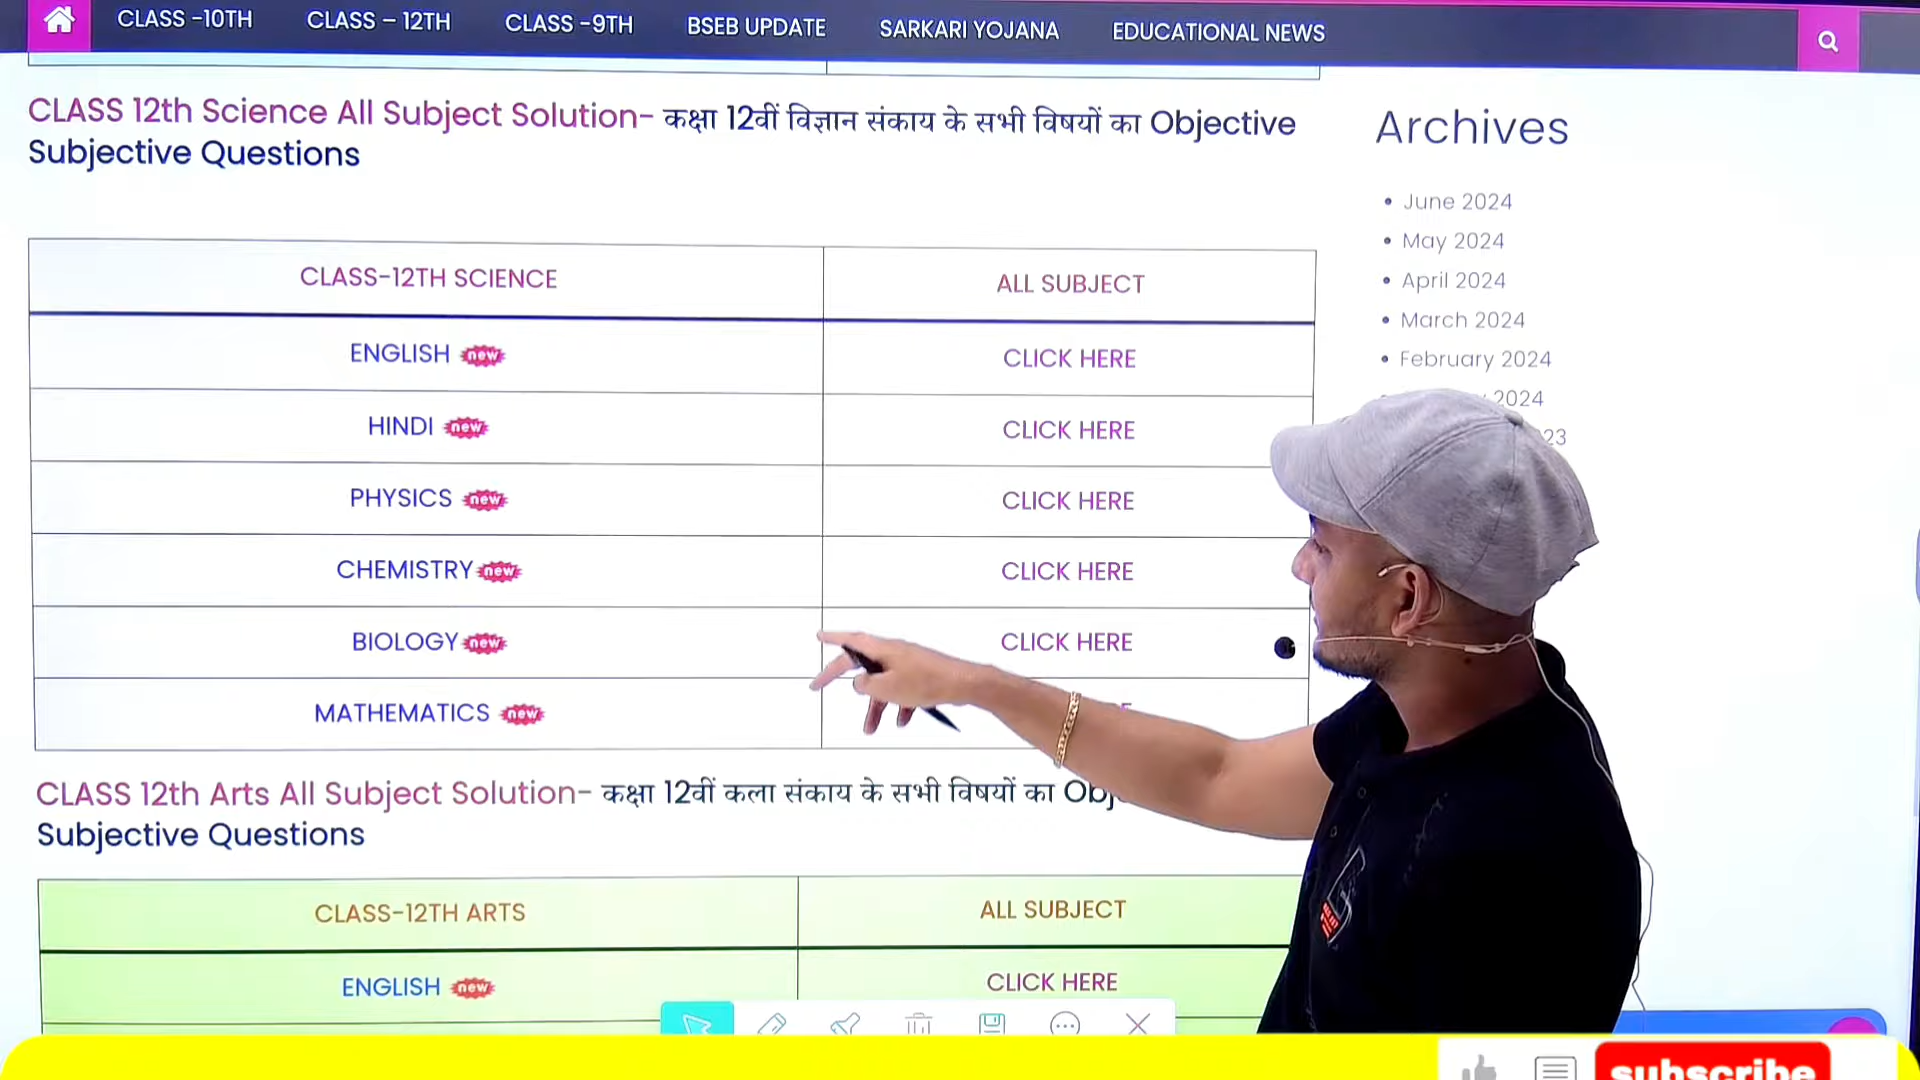 CLASS -10TH CLASS – 12TH CLASS -9TH BSEB UPDATE SARKARI YOJANA EDUCATIONAL NEWS
CLASS 12th Science All Subject Solution- कक्षा 12वीं विज्ञान संकाय के सभी विषयों का Objective
Subjective Questions
CLASS-12TH SCIENCE ALL SUBJECT
ENGLISH new CLICK HERE
HINDI new CLICK HERE
PHYSICS new CLICK HERE
CHEMISTRY new CLICK HERE
BIOLOGY new CLICK HERE
MATHEMATICS new
CLASS 12th Arts All Subject Solution- कक्षा 12वीं कला संकाय के सभी विषयों का
Subjective Questions
CLASS-12TH ARTS ALL SUBJECT
ENGLISH new CLICK HERE
Archives
June 2024
May 2024
April 2024
March 2024
February 2024
2024
subscribe